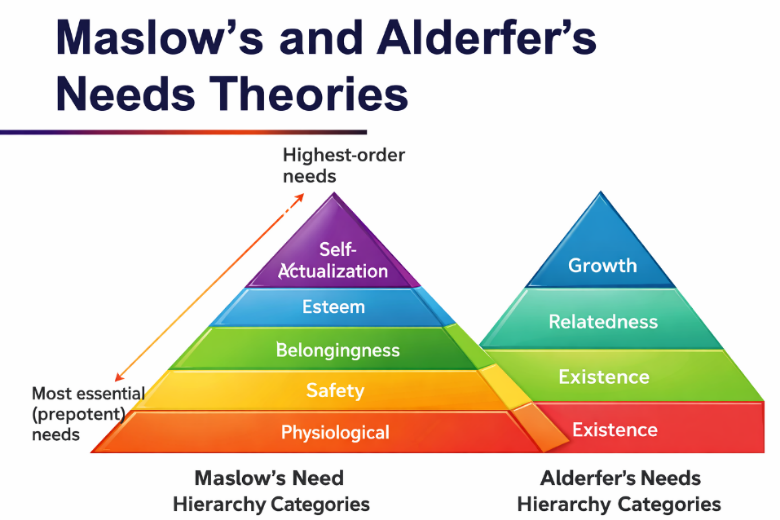 Maslow's and Alderfer's
Needs Theories
Highest-order
needs
Self-
Actualization
Esteem
Belongingness
Safety
Physiological
Most essential
(prepotent)
needs
Growth
Relatedness
Existence
Existence
Maslow's Need
Hierarchy Categories
Alderfer's Needs
Hierarchy Categories